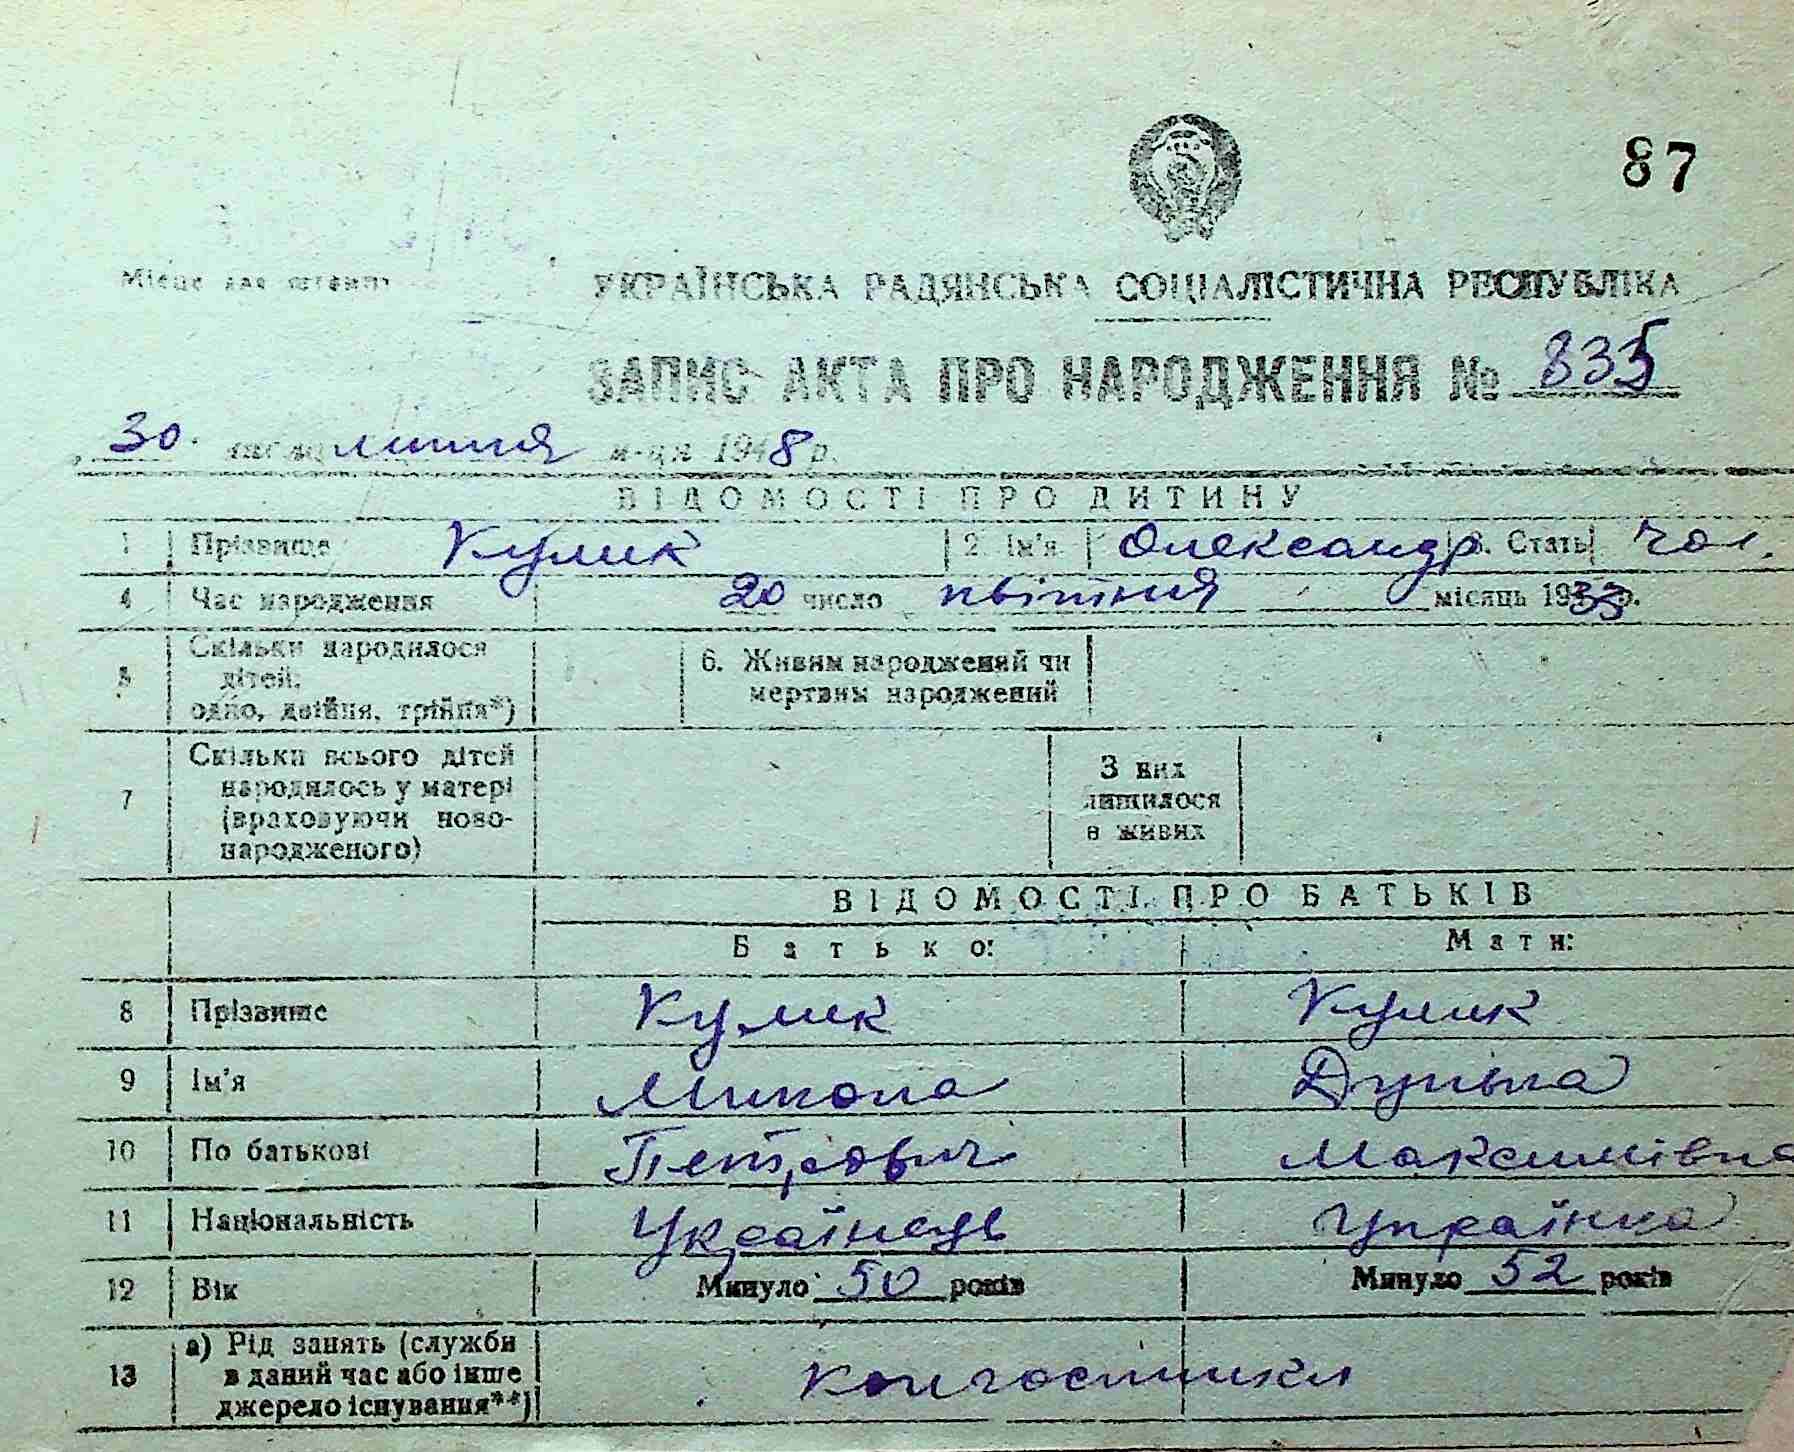 87
Місце для штампу
УКРАЇНСЬКА РАДЯНСЬКА СОЦІАЛІСТИЧНА РЕСПУБЛІКА
ЗАПИС АКТА ПРО НАРОДЖЕННЯ № 835
30 числа липня м-ця 1948 р.
ВІДОМОСТІ ПРО ДИТИНУ
1 Прізвище Кулик 2. Ім'я Олександр 3. Стать чол.
4 Час народження 20 число квітня місяць 1933 р.
5 Скільки народилося дітей: одно, двійня, трійня*) 6. Живим народжений чи мертвим народжений
7 Скільки всього дітей народилось у матері (враховуючи ново-народженого) З них лишилося в живих
ВІДОМОСТІ ПРО БАТЬКІВ
Батько: Мати:
8 Прізвище Кулик Кулик
9 Ім'я Микола Дунька
10 По батькові Петрович Максимівна
11 Національність Українець Українка
12 Вік Минуло 50 років Минуло 52 років
13 а) Рід занять (служби в даний час або інше джерело існування**) колгоспники